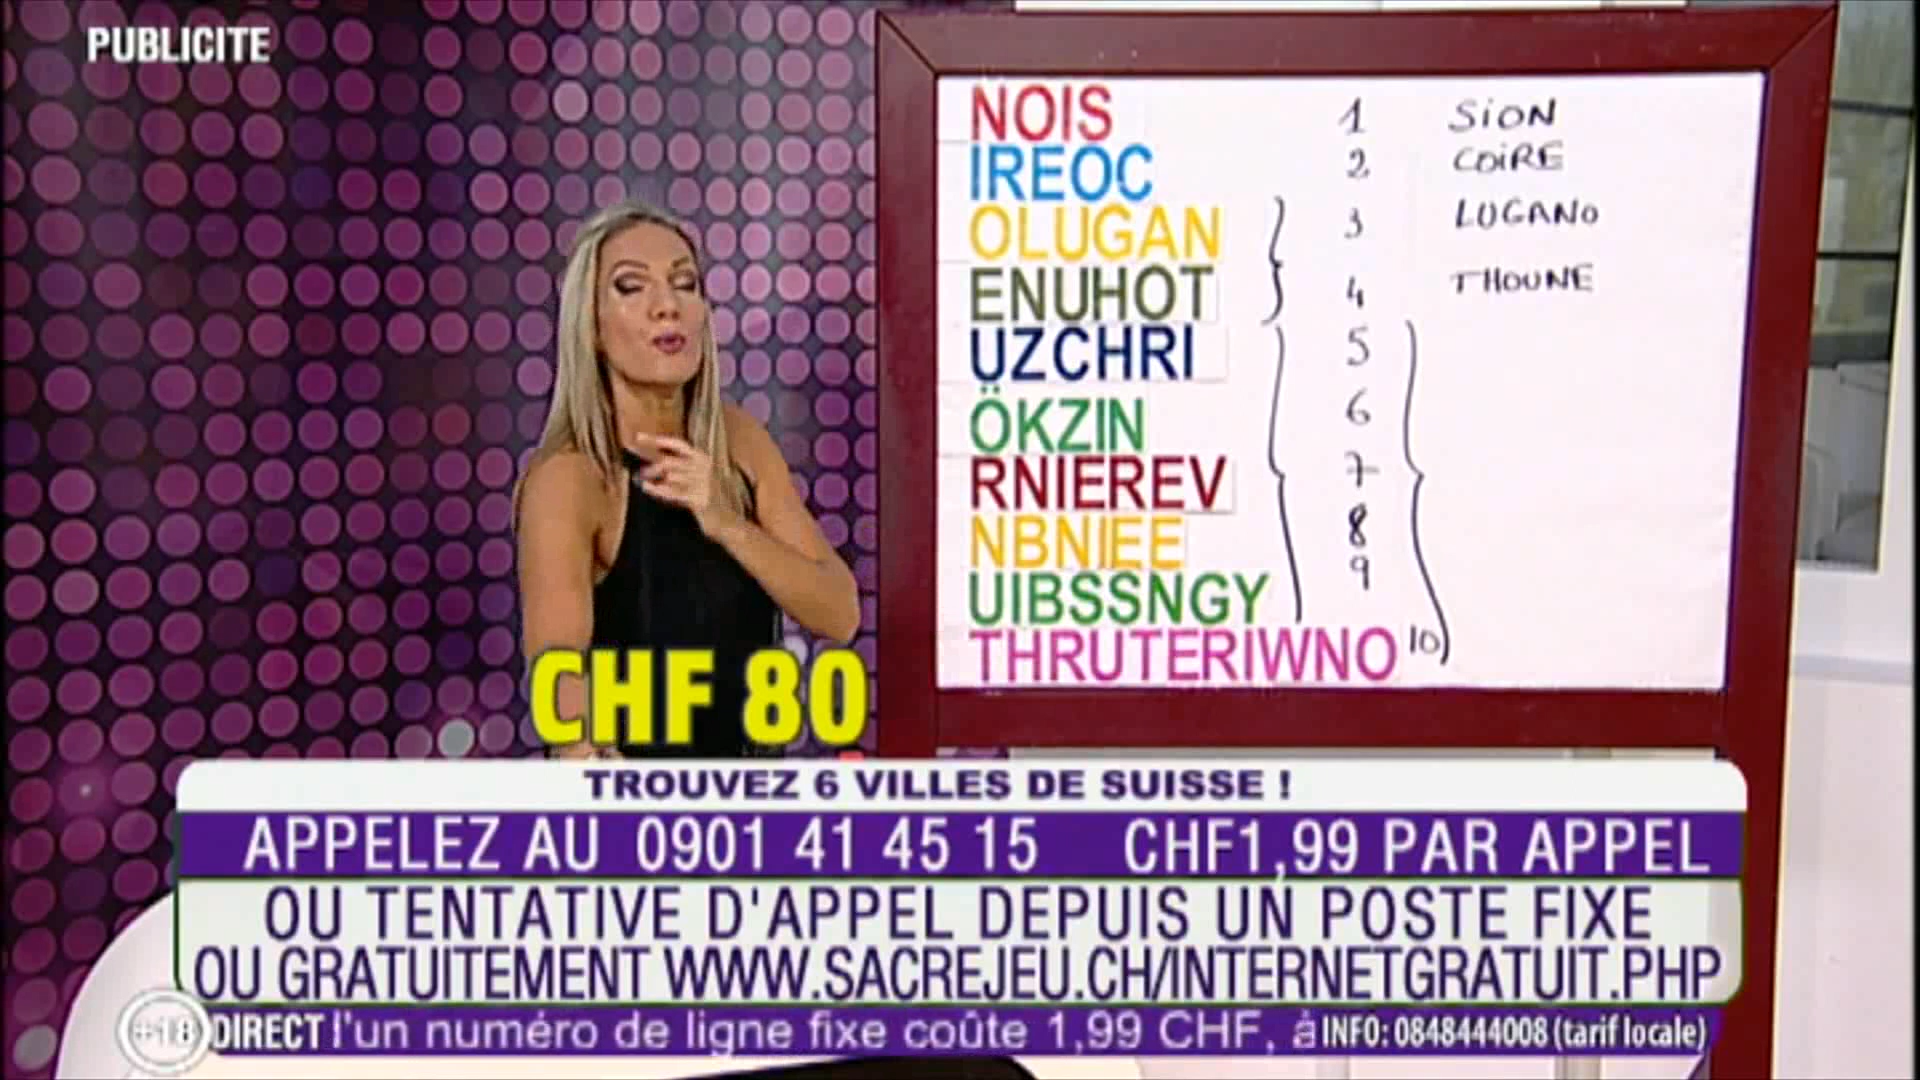 PUBLICITE
NOIS 1 SiON
IREOC 2 COiRE
OLUGAN 3 LUGANO
ENUHOT 4 THOUNE
UZCHRI 5
ÖKZIN 6
RNIEREV 7
NBNIEE 8
UIBSSNGY 9
THRUTERIWNO 10
CHF 80
TROUVEZ 6 VILLES DE SUISSE !
APPELEZ AU 0901 41 45 15 CHF1,99 PAR APPEL
OU TENTATIVE D'APPEL DEPUIS UN POSTE FIXE
OU GRATUITEMENT WWW.SACREJEU.CH/INTERNETGRATUIT.PHP
+18 DIRECT l'un numéro de ligne fixe coûte 1,99 CHF, à INFO: 0848444008 (tarif locale)